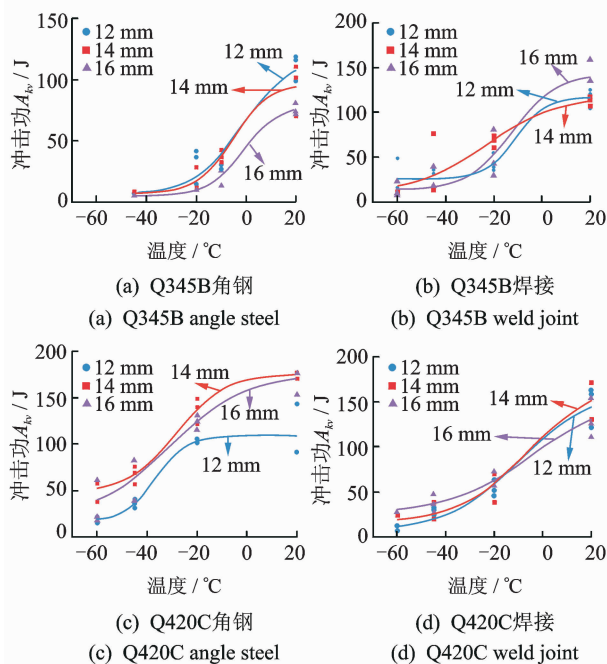 150
12 mm
14 mm
16 mm
100
50
0
冲击功Akv / J
12 mm
14 mm
16 mm
−60 −40 −20 0 20
温度 / ℃
(a) Q345B角钢
(a) Q345B angle steel
200
12 mm
14 mm
16 mm
150
100
50
0
冲击功Akv / J
16 mm
12 mm
14 mm
−60 −40 −20 0 20
温度 / ℃
(b) Q345B焊接
(b) Q345B weld joint
200
12 mm
14 mm
16 mm
150
100
50
0
冲击功Akv / J
14 mm
16 mm
12 mm
−60 −40 −20 0 20
温度 / ℃
(c) Q420C角钢
(c) Q420C angle steel
200
12 mm
14 mm
16 mm
150
100
50
0
冲击功Akv / J
14 mm
16 mm
12 mm
−60 −40 −20 0 20
温度 / ℃
(d) Q420C焊接
(d) Q420C weld joint